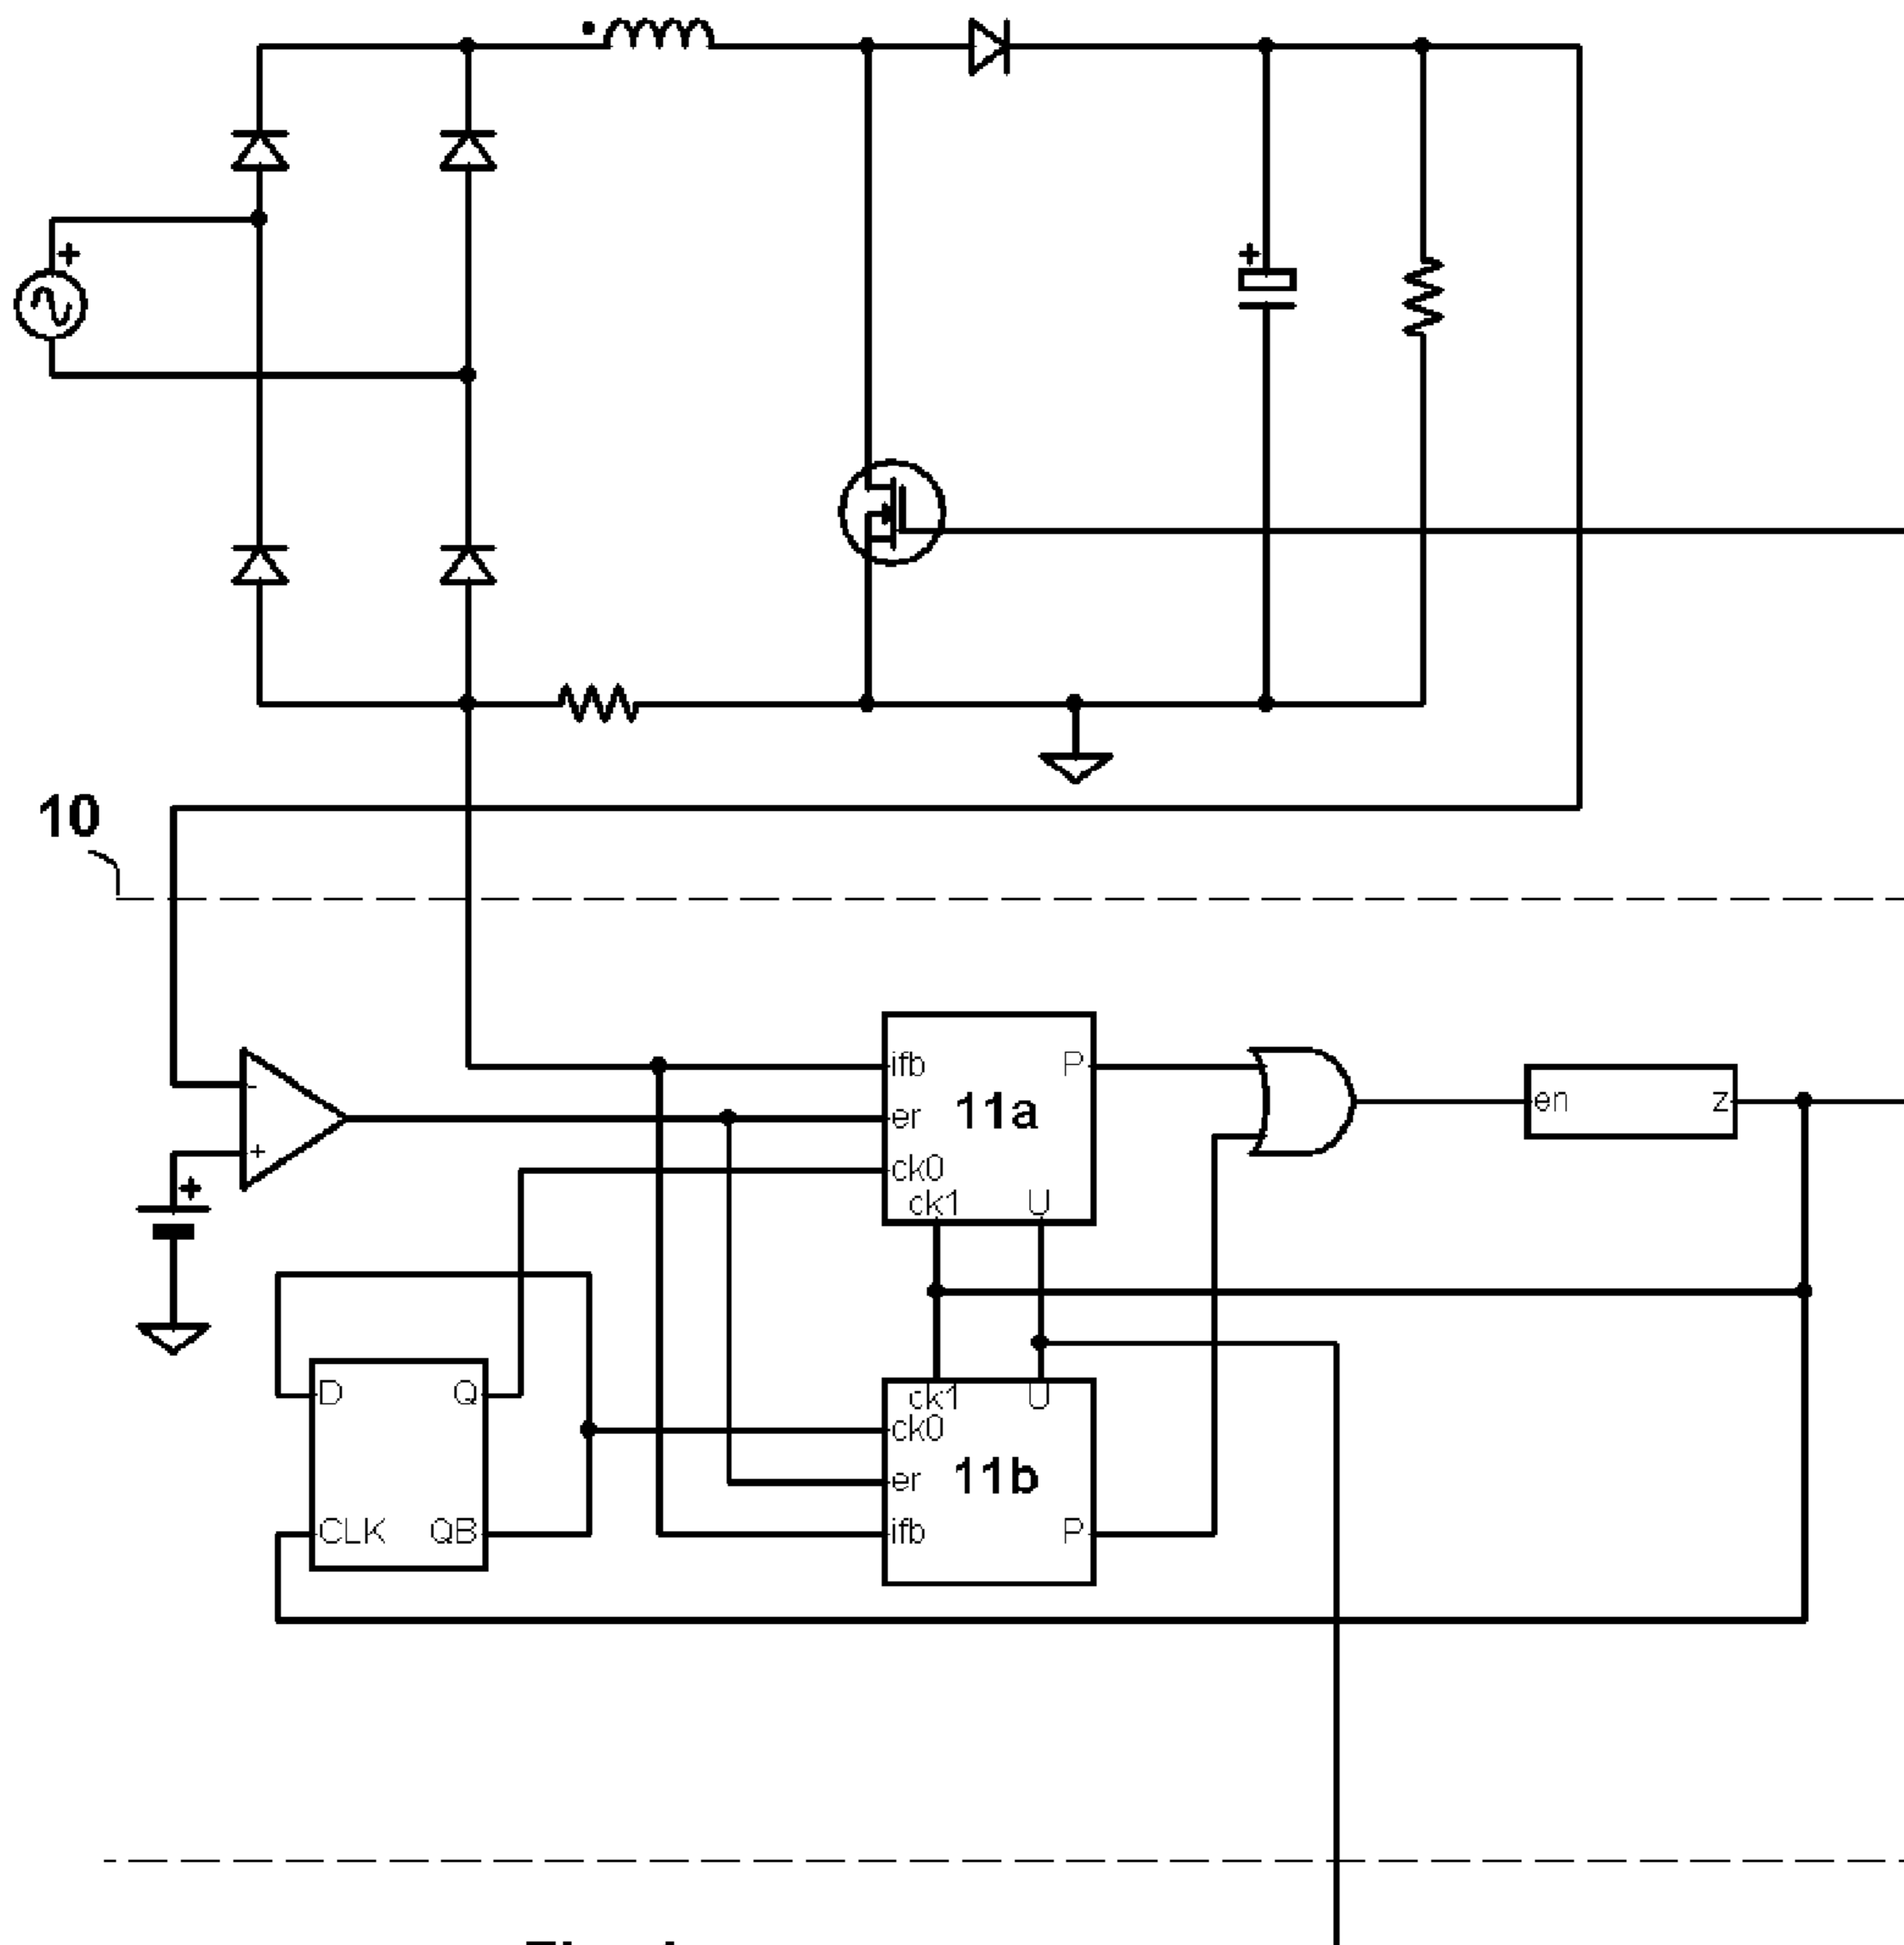 +
+
10
ifb P
11a
er
ck0
ck1 U
en z
-
+
+
D Q
CLK QB
ck1 U
ck0
11b
er
ifb P